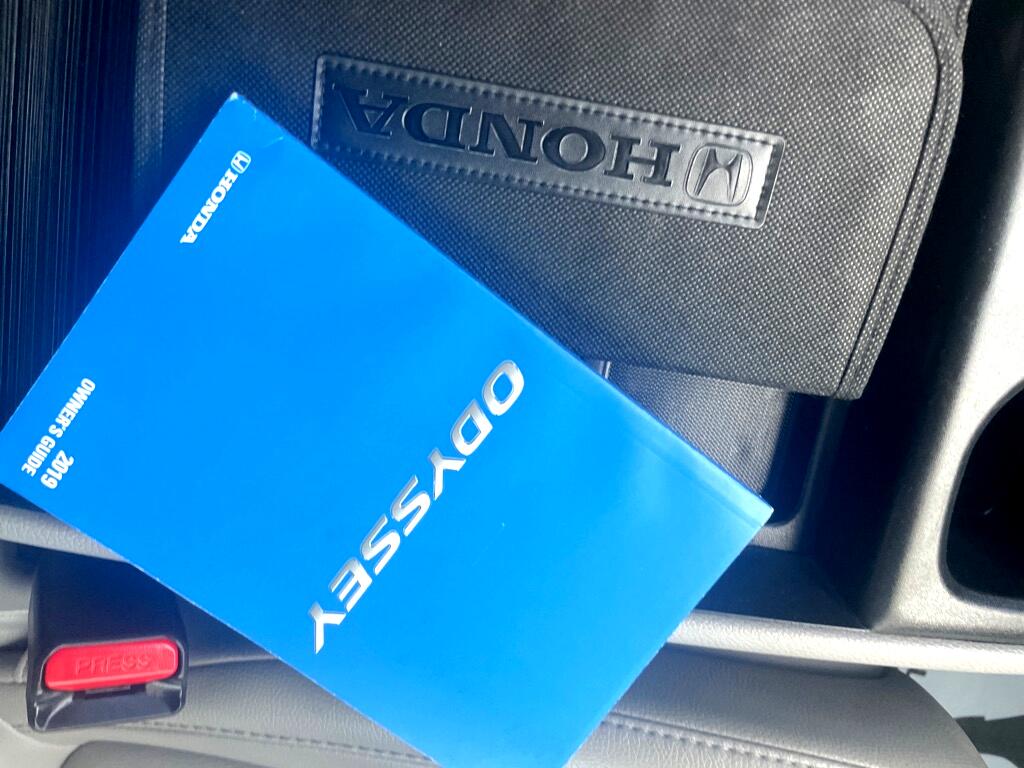 HONDA
HONDA
ODYSSEY
2019
OWNER'S GUIDE
PRESS